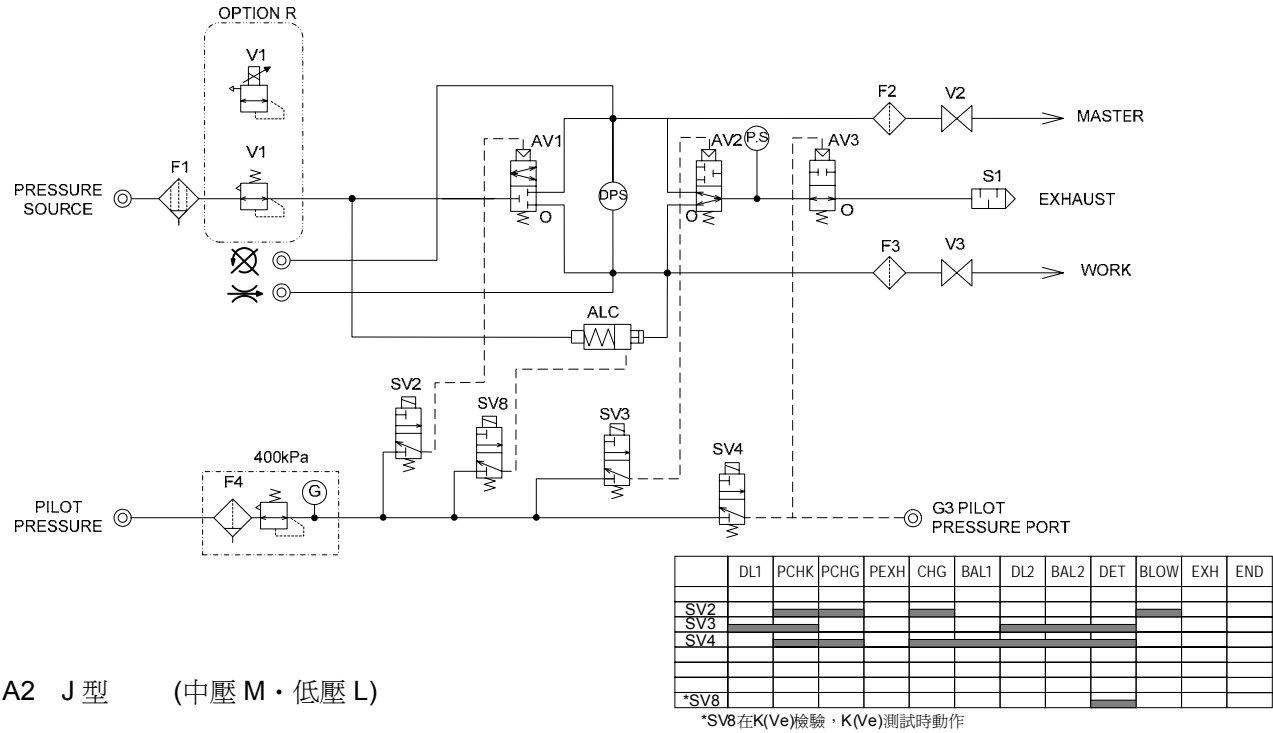 OPTION R
V1
V1
F1
PRESSURE
SOURCE
AV1
DPS
AV2
P.S
AV3
F2
V2
MASTER
S1
EXHAUST
O
O
O
F3
V3
WORK
ALC
SV2
SV8
SV3
SV4
400kPa
F4
G
PILOT
PRESSURE
G3 PILOT
PRESSURE PORT
DL1 PCHK PCHG PEXH CHG BAL1 DL2 BAL2 DET BLOW EXH END
SV2
SV3
SV4
*SV8
*SV8在K(Ve)檢驗，K(Ve)測試時動作
A2 J 型 (中壓 M・低壓 L)